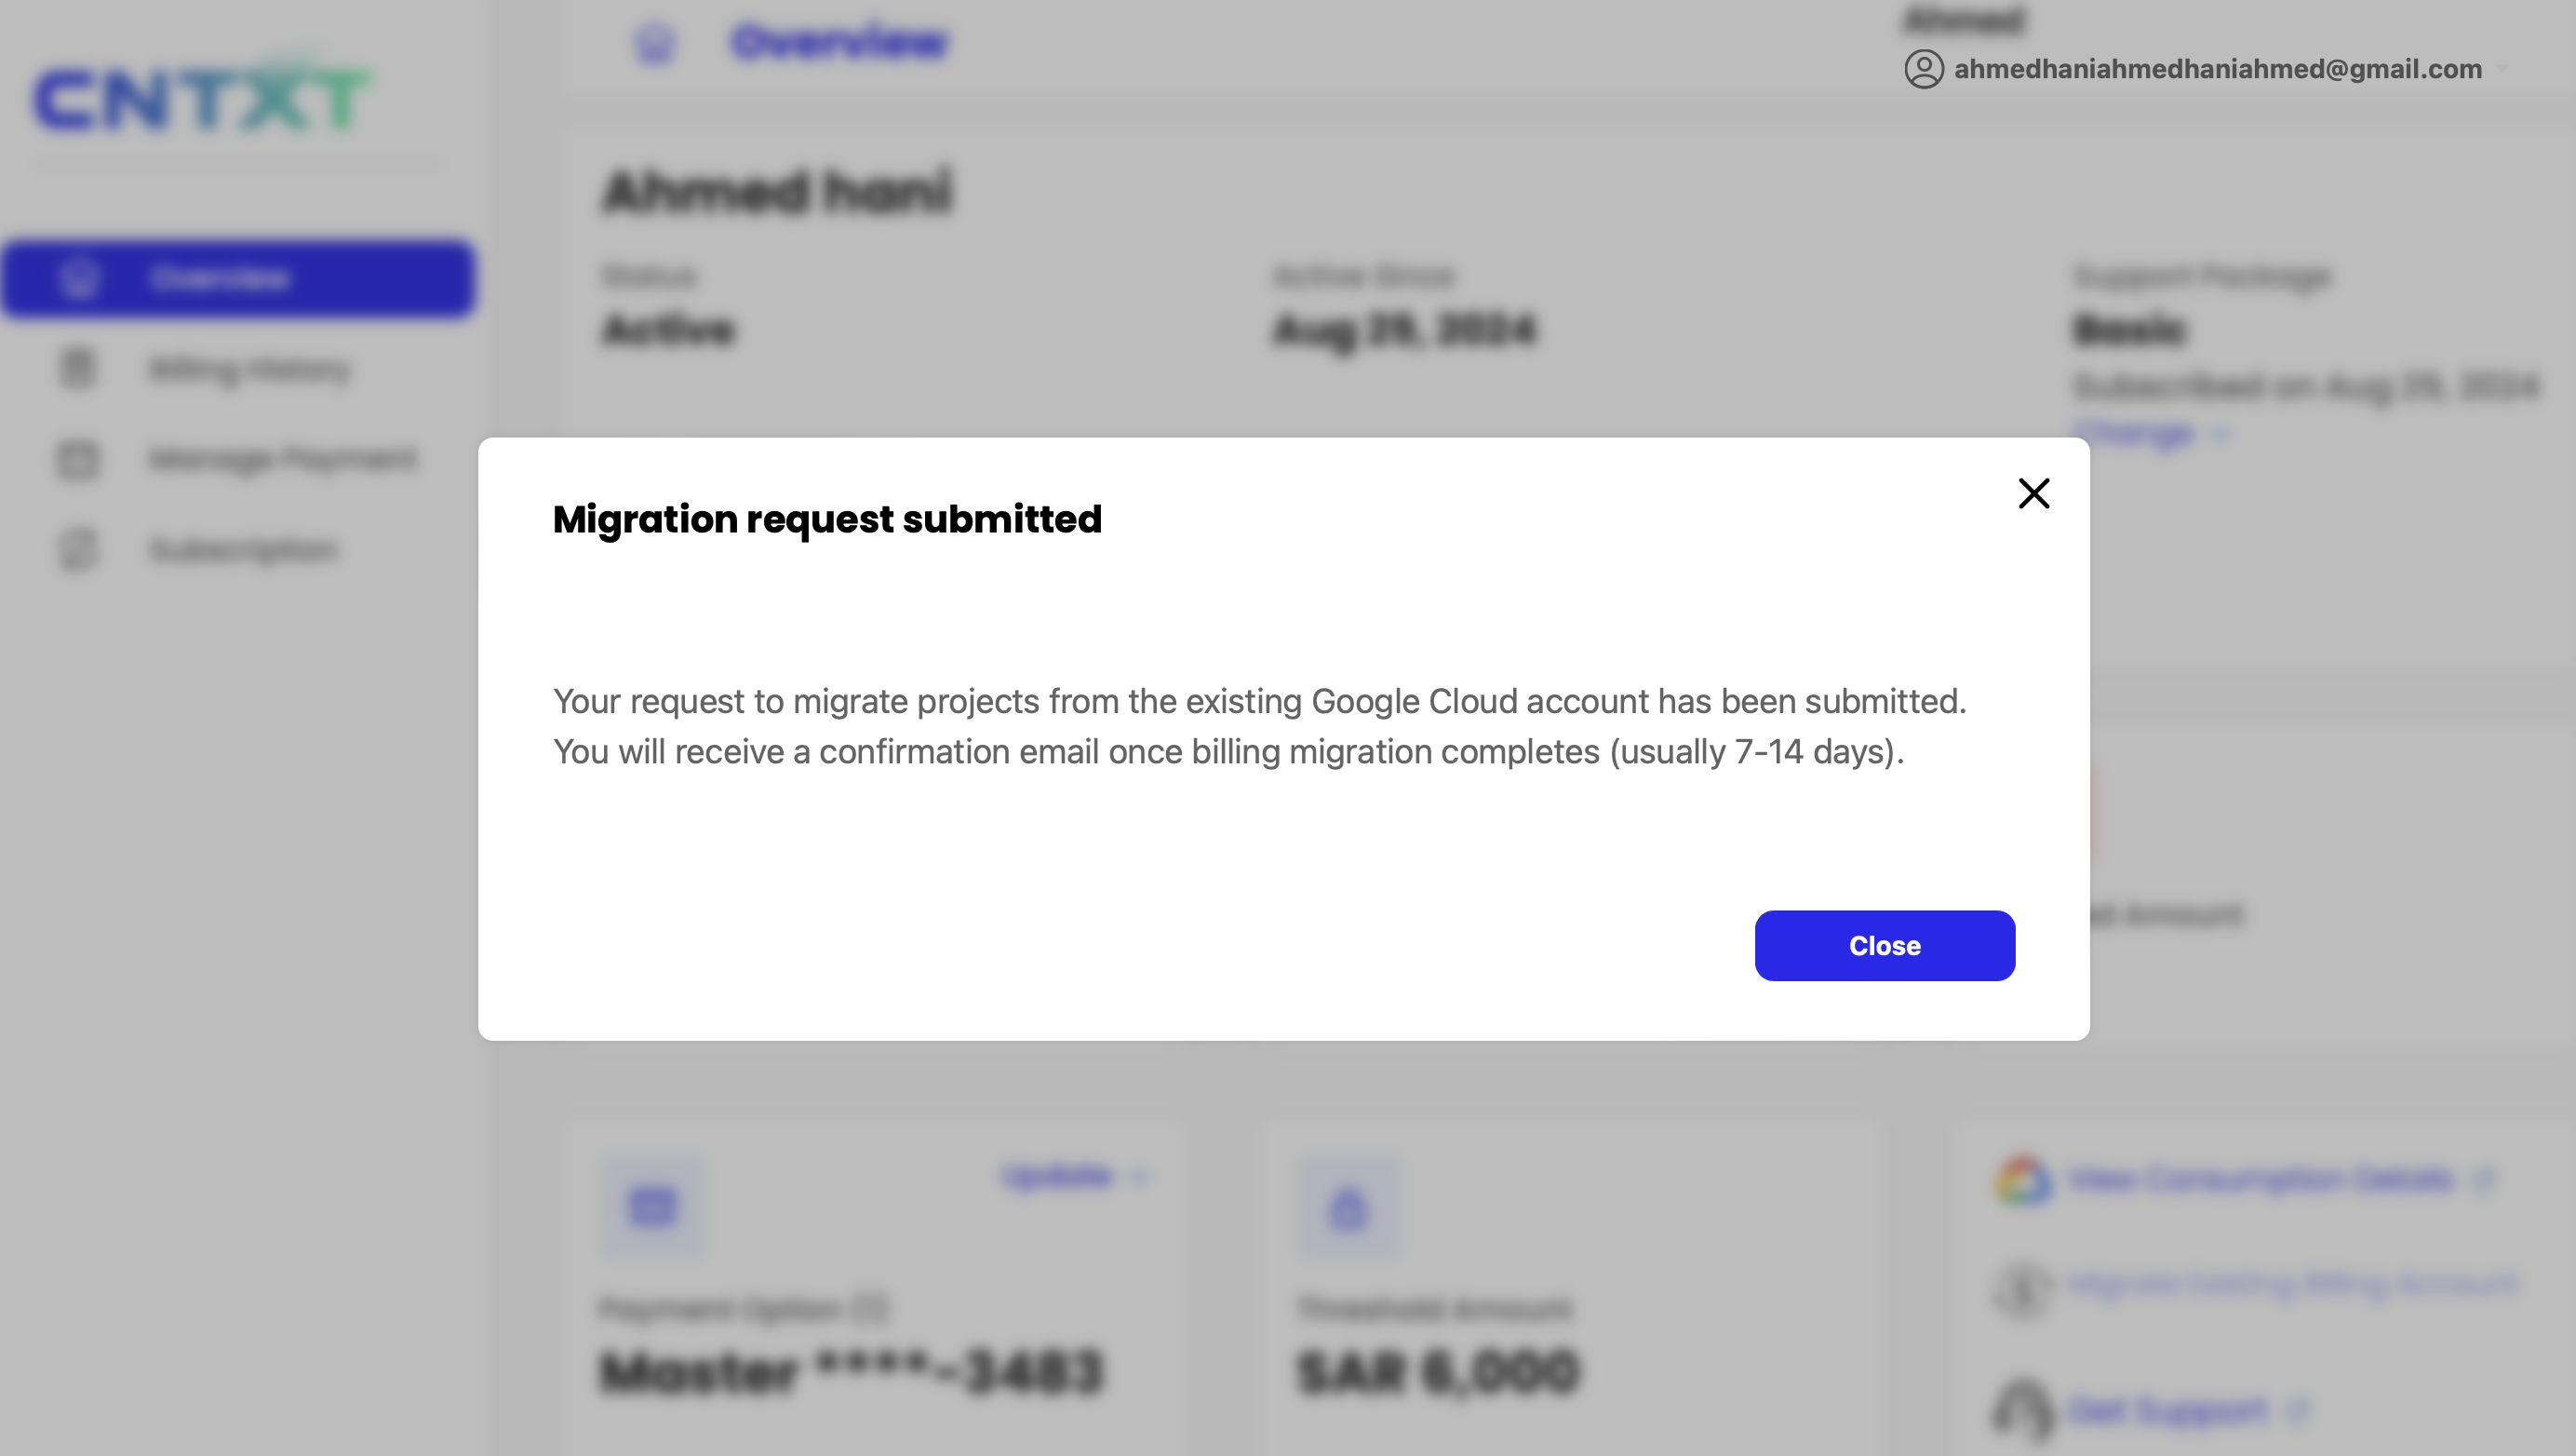 CNTXT
Overview
Ahmed
ahmedhaniahmedhaniahmed@gmail.com
Overview
Billing History
Manage Payment
Subscription
Ahmed hani
Status
Active
Active Since
Aug 29, 2024
Support Package
Basic
Subscribed on Aug 29, 2024
Change
Migration request submitted
Your request to migrate projects from the existing Google Cloud account has been submitted.
You will receive a confirmation email once billing migration completes (usually 7-14 days).
Close
Amount
Update
Payment Option (1)
Master ****-3483
Threshold Amount
SAR 6,000
View Consumption Details
Migrate Existing Billing Account
Get Support